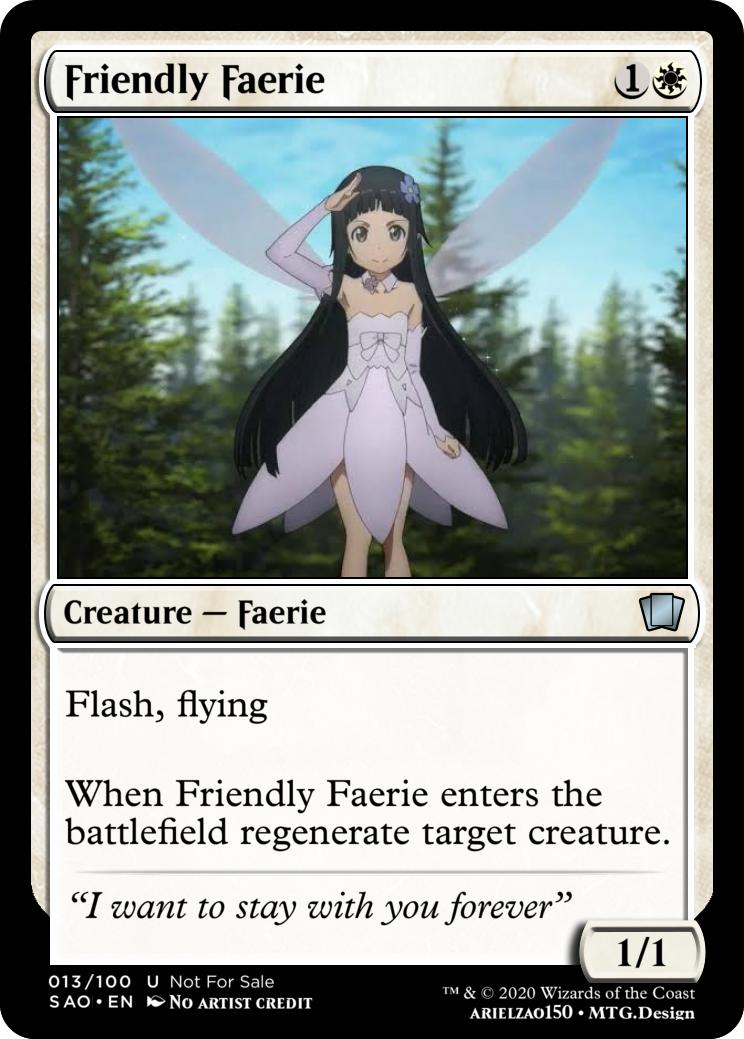 Friendly Faerie 1
Creature — Faerie
Flash, flying
When Friendly Faerie enters the
battlefield regenerate target creature.
“I want to stay with you forever”
1/1
013/100 U Not For Sale
SAO • EN No ARTIST CREDIT
™ & © 2020 Wizards of the Coast
ARIELZAO150 • MTG.Design